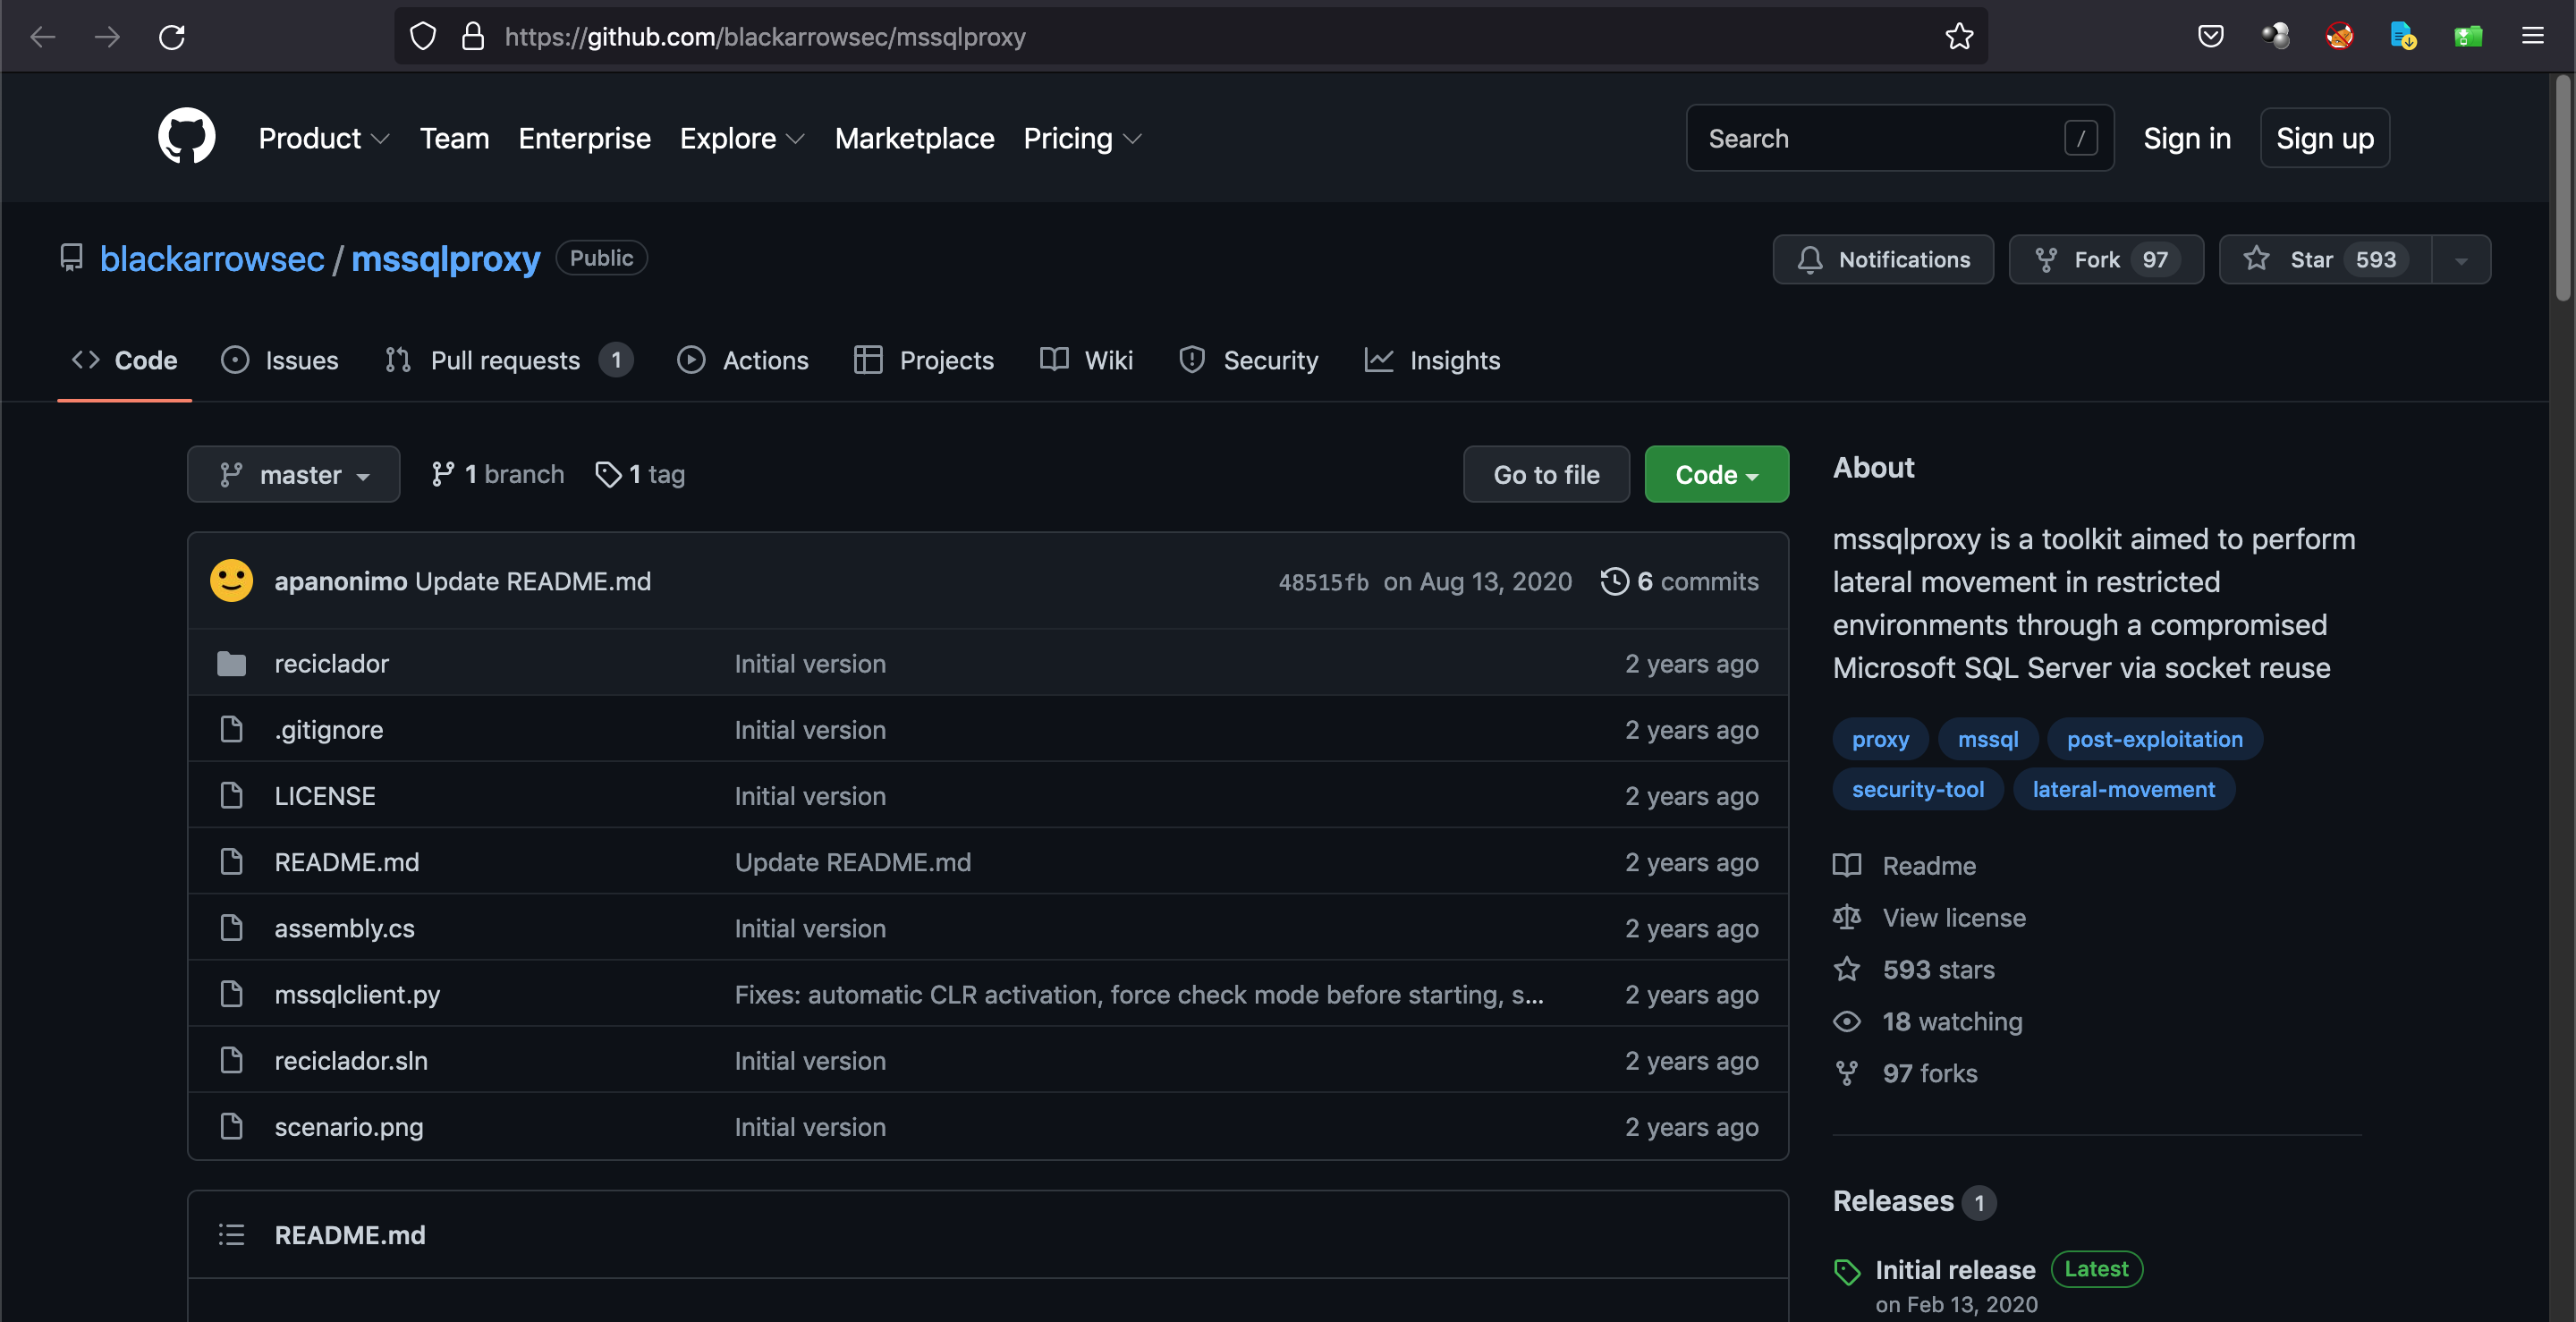 https://github.com/blackarrowsec/mssqlproxy
Product Team Enterprise Explore Marketplace Pricing Search / Sign in Sign up
blackarrowsec / mssqlproxy Public Notifications Fork 97 Star 593
Code Issues Pull requests 1 Actions Projects Wiki Security Insights
master 1 branch 1 tag Go to file Code
apanonimo Update README.md 48515fb on Aug 13, 2020 6 commits
reciclador Initial version 2 years ago
.gitignore Initial version 2 years ago
LICENSE Initial version 2 years ago
README.md Update README.md 2 years ago
assembly.cs Initial version 2 years ago
mssqlclient.py Fixes: automatic CLR activation, force check mode before starting, s... 2 years ago
reciclador.sln Initial version 2 years ago
scenario.png Initial version 2 years ago
README.md
About
mssqlproxy is a toolkit aimed to perform
lateral movement in restricted
environments through a compromised
Microsoft SQL Server via socket reuse
proxy mssql post-exploitation
security-tool lateral-movement
Readme
View license
593 stars
18 watching
97 forks
Releases 1
Initial release Latest
on Feb 13, 2020